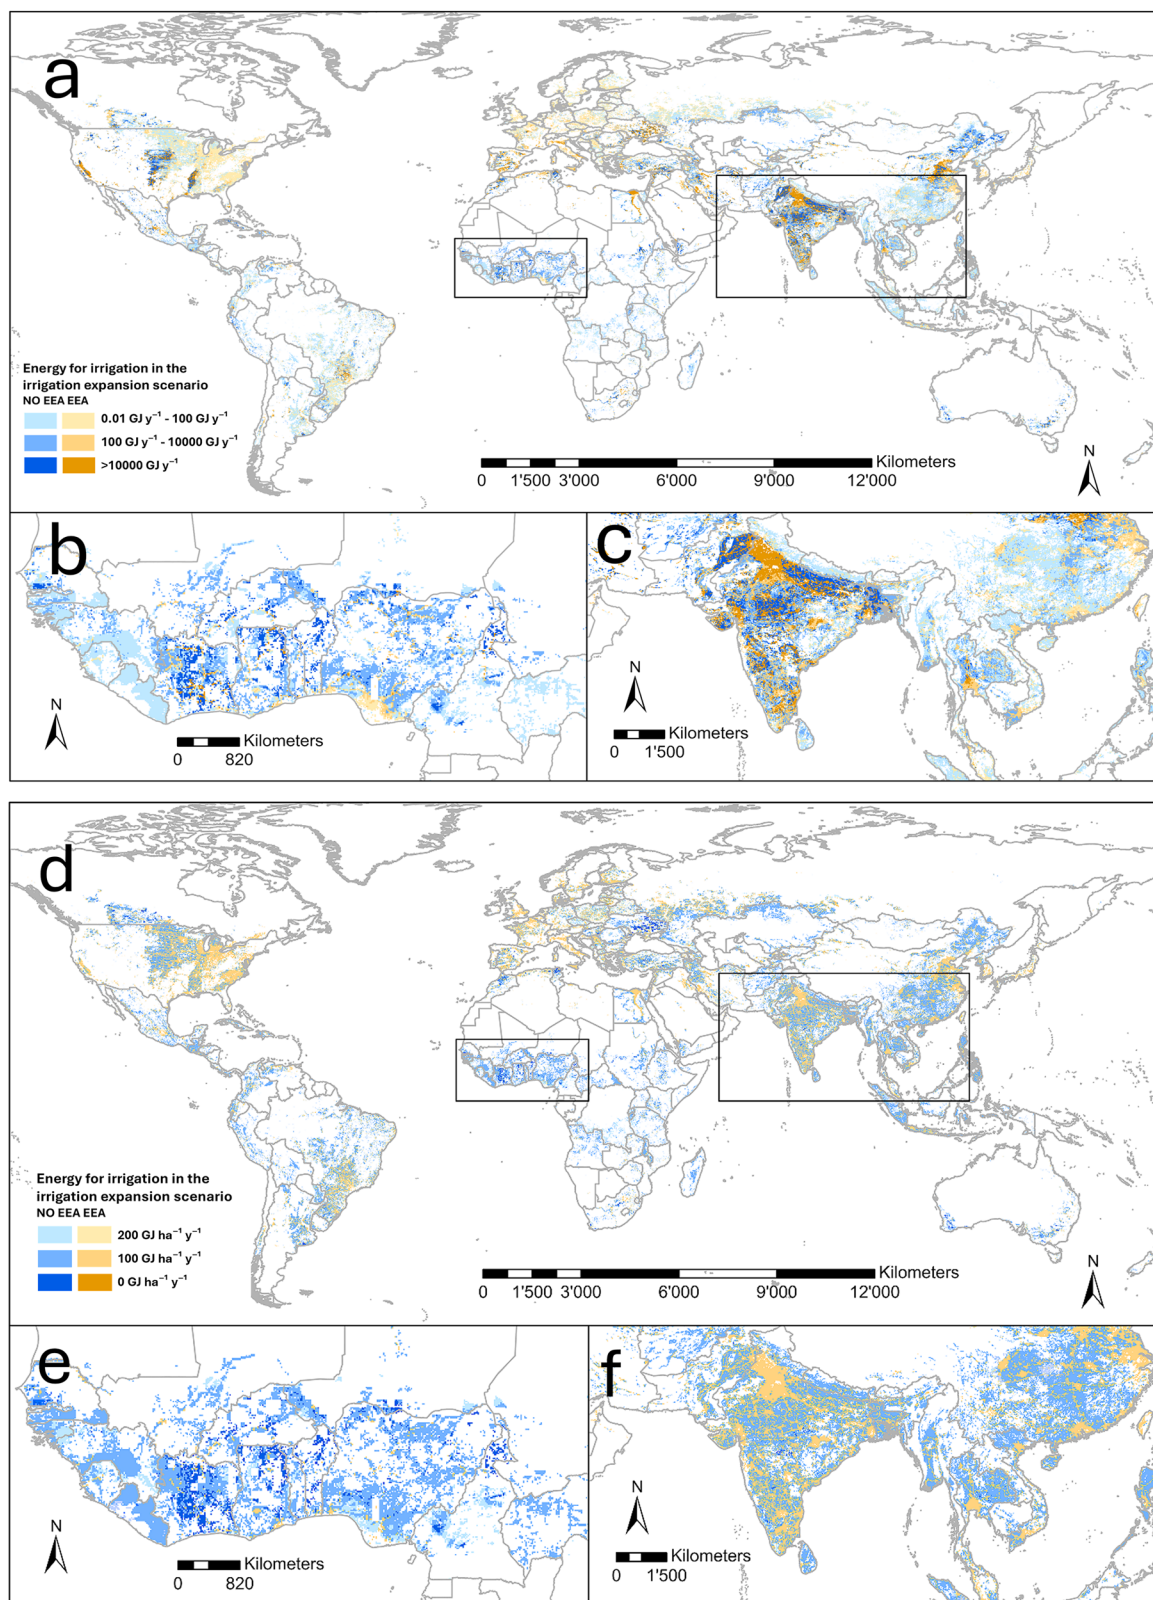 a
Energy for irrigation in the
irrigation expansion scenario
NO EEA EEA
0.01 GJ y⁻¹ - 100 GJ y⁻¹
100 GJ y⁻¹ - 10000 GJ y⁻¹
>10000 GJ y⁻¹
Kilometers
0 1'500 3'000 6'000 9'000 12'000
N
b
N
Kilometers
0 820
c
N
Kilometers
0 1'500
d
Energy for irrigation in the
irrigation expansion scenario
NO EEA EEA
200 GJ ha⁻¹ y⁻¹
100 GJ ha⁻¹ y⁻¹
0 GJ ha⁻¹ y⁻¹
Kilometers
0 1'500 3'000 6'000 9'000 12'000
N
e
N
Kilometers
0 820
f
N
Kilometers
0 1'500